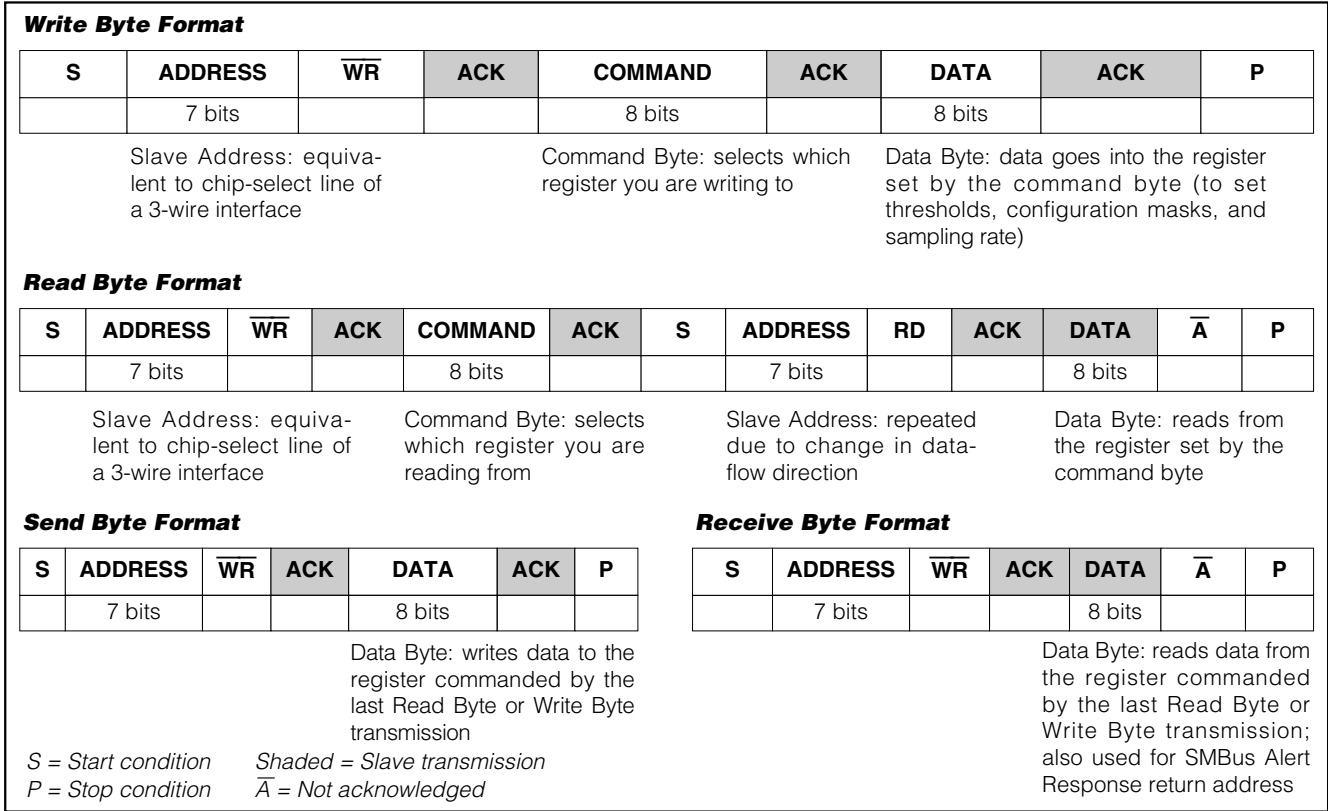 Write Byte Format
S ADDRESS W̅R̅ ACK COMMAND ACK DATA ACK P
7 bits 8 bits 8 bits
Slave Address: equiva-
lent to chip-select line of
a 3-wire interface
Command Byte: selects which
register you are writing to
Data Byte: data goes into the register
set by the command byte (to set
thresholds, configuration masks, and
sampling rate)
Read Byte Format
S ADDRESS W̅R̅ ACK COMMAND ACK S ADDRESS RD ACK DATA A̅ P
7 bits 8 bits 7 bits 8 bits
Slave Address: equiva-
lent to chip-select line of
a 3-wire interface
Command Byte: selects
which register you are
reading from
Slave Address: repeated
due to change in data-
flow direction
Data Byte: reads from
the register set by the
command byte
Send Byte Format
S ADDRESS W̅R̅ ACK DATA ACK P
7 bits 8 bits
Data Byte: writes data to the
register commanded by the
last Read Byte or Write Byte
transmission
Receive Byte Format
S ADDRESS W̅R̅ ACK DATA A̅ P
7 bits 8 bits
Data Byte: reads data from
the register commanded
by the last Read Byte or
Write Byte transmission;
also used for SMBus Alert
Response return address
S = Start condition Shaded = Slave transmission
P = Stop condition A̅ = Not acknowledged